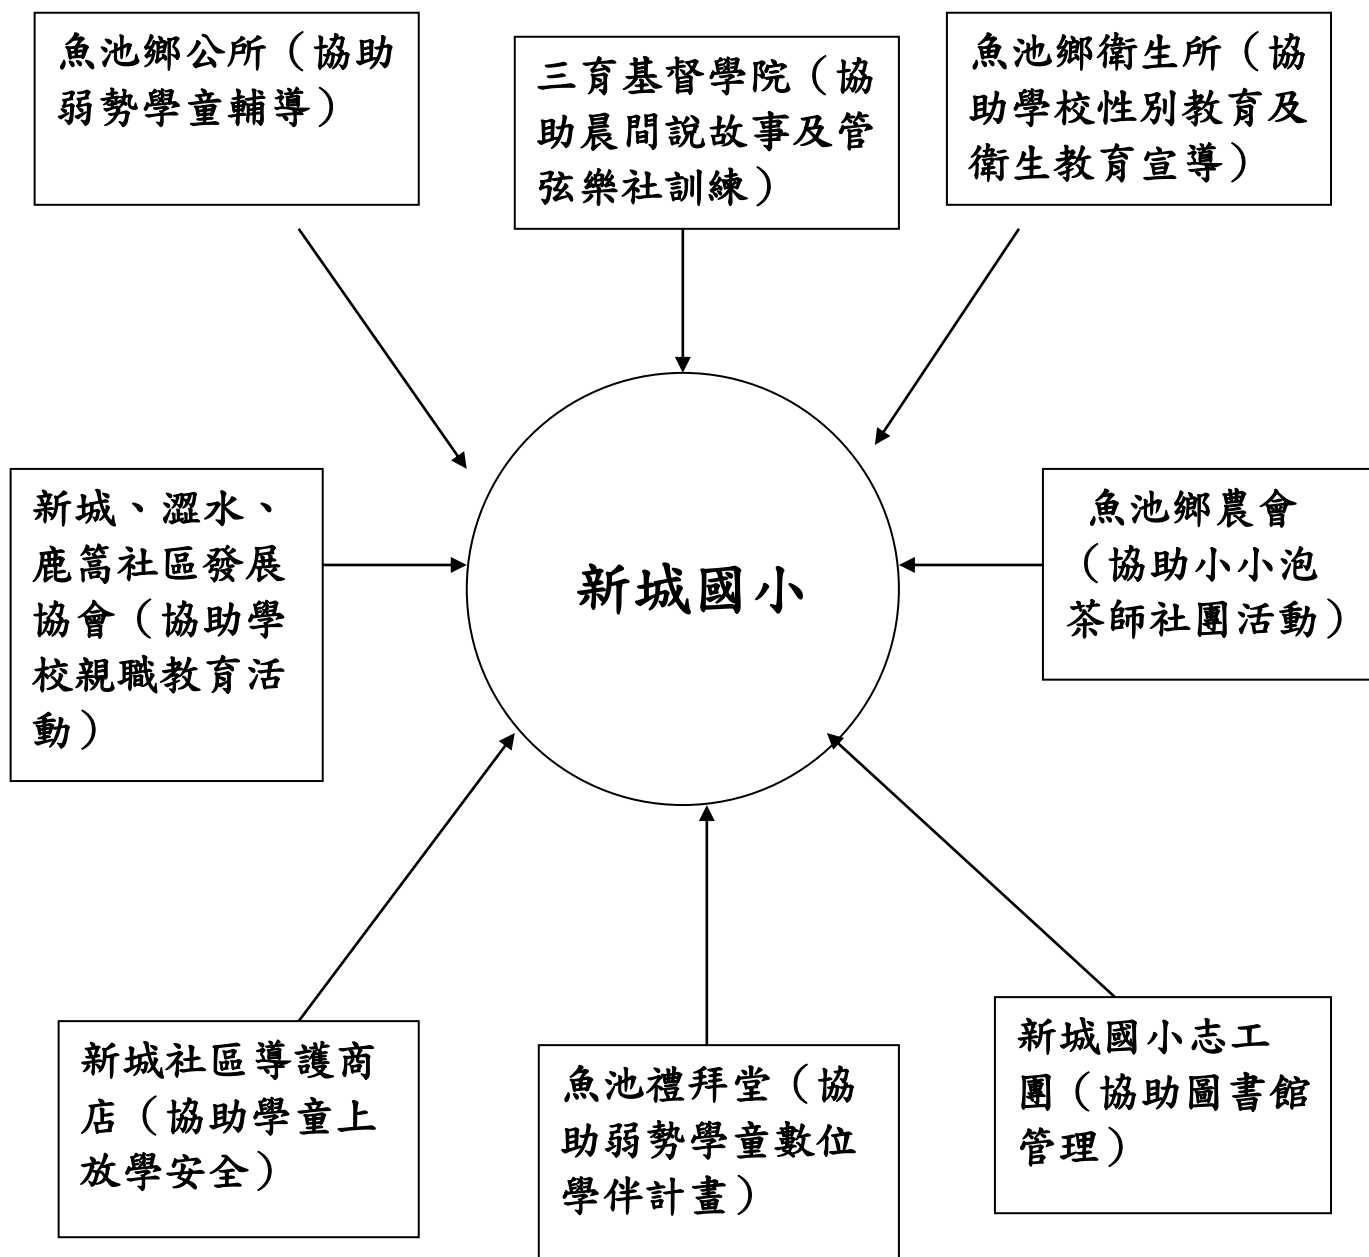 魚池鄉公所（協助
弱勢學童輔導）
三育基督學院（協
助晨間說故事及管
弦樂社訓練）
魚池鄉衛生所（協
助學校性別教育及
衛生教育宣導）
新城、澀水、
鹿篙社區發展
協會（協助學
校親職教育活
動）
新城國小
魚池鄉農會
（協助小小泡
茶師社團活動）
新城社區導護商
店（協助學童上
放學安全）
魚池禮拜堂（協
助弱勢學童數位
學伴計畫）
新城國小志工
團（協助圖書館
管理）